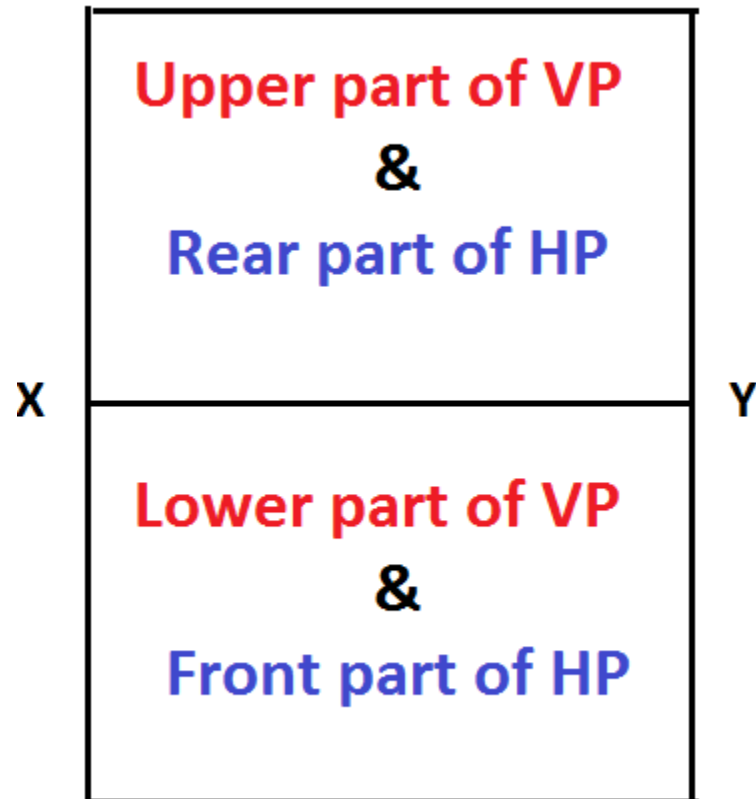 Upper part of VP
&
Rear part of HP
X Y
Lower part of VP
&
Front part of HP